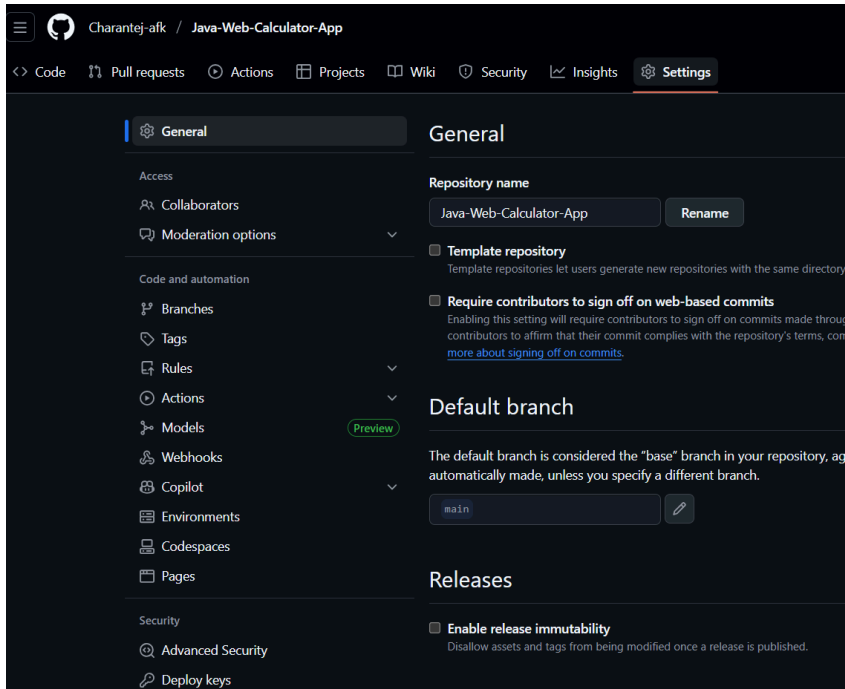 Charantej-afk / Java-Web-Calculator-App
Code Pull requests Actions Projects Wiki Security Insights Settings
General
Access
Collaborators
Moderation options
Code and automation
Branches
Tags
Rules
Actions
Models Preview
Webhooks
Copilot
Environments
Codespaces
Pages
Security
Advanced Security
Deploy keys
General
Repository name
Java-Web-Calculator-App Rename
Template repository
Template repositories let users generate new repositories with the same directory
Require contributors to sign off on web-based commits
Enabling this setting will require contributors to sign off on commits made throug
contributors to affirm that their commit complies with the repository's terms, con
more about signing off on commits.
Default branch
The default branch is considered the “base” branch in your repository, ag
automatically made, unless you specify a different branch.
main
Releases
Enable release immutability
Disallow assets and tags from being modified once a release is published.